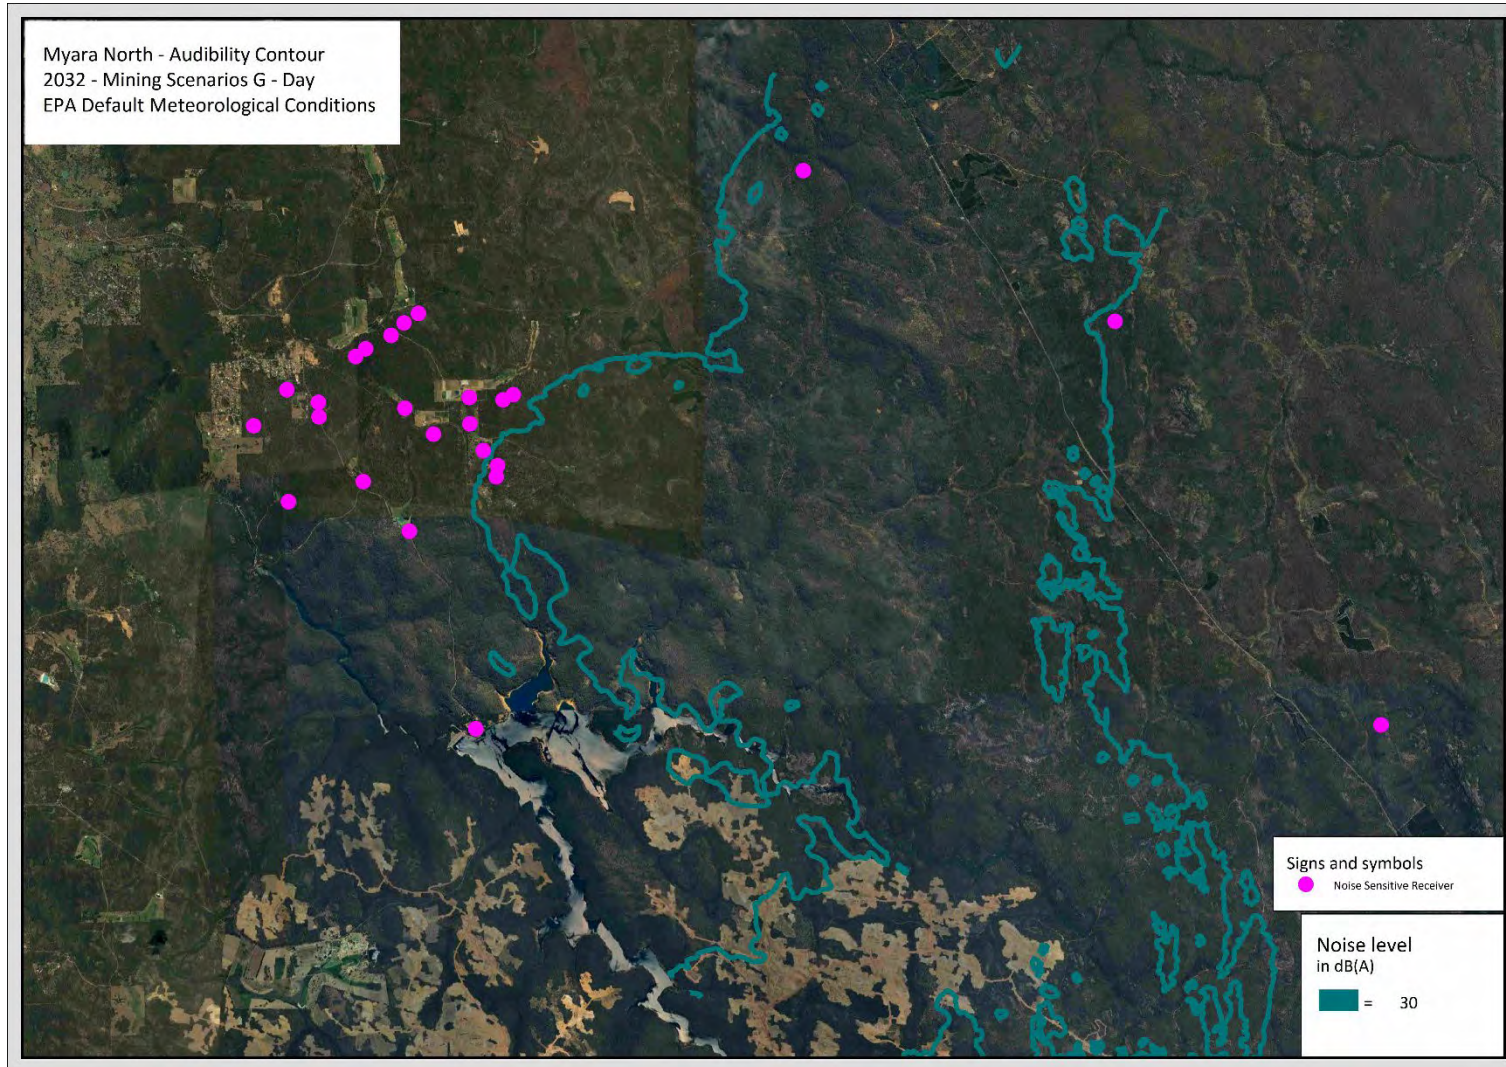 Myara North - Audibility Contour
2032 - Mining Scenarios G - Day
EPA Default Meteorological Conditions
Signs and symbols
Noise Sensitive Receiver
Noise level
in dB(A)
= 30